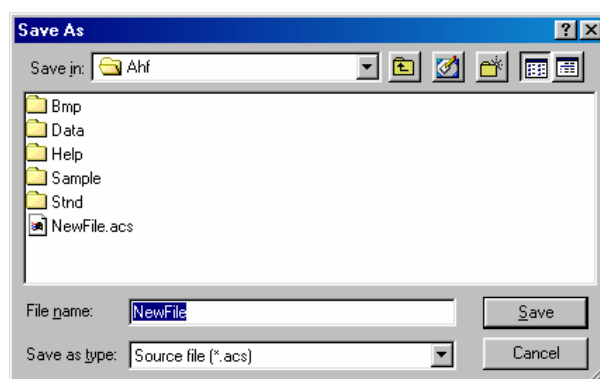 Save As
Save in: Ahf
Bmp
Data
Help
Sample
Stnd
NewFile.acs
File name: NewFile Save
Save as type: Source file (*.acs) Cancel